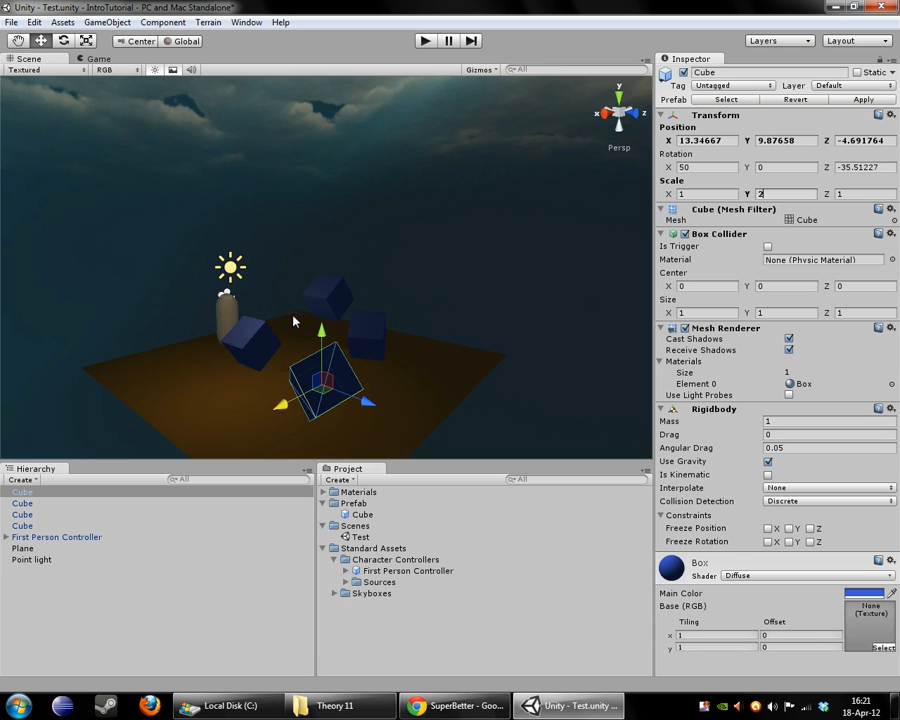 Unity - Test.unity - IntroTutorial - PC and Mac Standalone*
File Edit Assets GameObject Component Terrain Window Help
Center Global Layers Layout
Scene Game
Textured RGB Gizmos All
y
x z
Persp
Inspector
Cube Static
Tag Untagged Layer Default
Prefab Select Revert Apply
Transform
Position
X 13.34667 Y 9.87658 Z -4.691764
Rotation
X 50 Y 0 Z -35.51227
Scale
X 1 Y 2 Z 1
Cube (Mesh Filter)
Mesh Cube
Box Collider
Is Trigger
Material None (Physic Material)
Center
X 0 Y 0 Z 0
Size
X 1 Y 1 Z 1
Mesh Renderer
Cast Shadows
Receive Shadows
Materials
Size 1
Element 0 Box
Use Light Probes
Rigidbody
Mass 1
Drag 0
Angular Drag 0.05
Use Gravity
Is Kinematic
Interpolate None
Collision Detection Discrete
Constraints
Freeze Position X Y Z
Freeze Rotation X Y Z
Box
Shader Diffuse
Main Color
Base (RGB) None (Texture)
Tiling Offset
x 1 0
y 1 0
Select
Hierarchy
Create All
Cube
Cube
Cube
Cube
First Person Controller
Plane
Point light
Project
Create All
Materials
Prefab
Cube
Scenes
Test
Standard Assets
Character Controllers
First Person Controller
Sources
Skyboxes
Local Disk (C:) Theory 11 SuperBetter - Goo... Unity - Test.unity ...
16:21
18-Apr-12